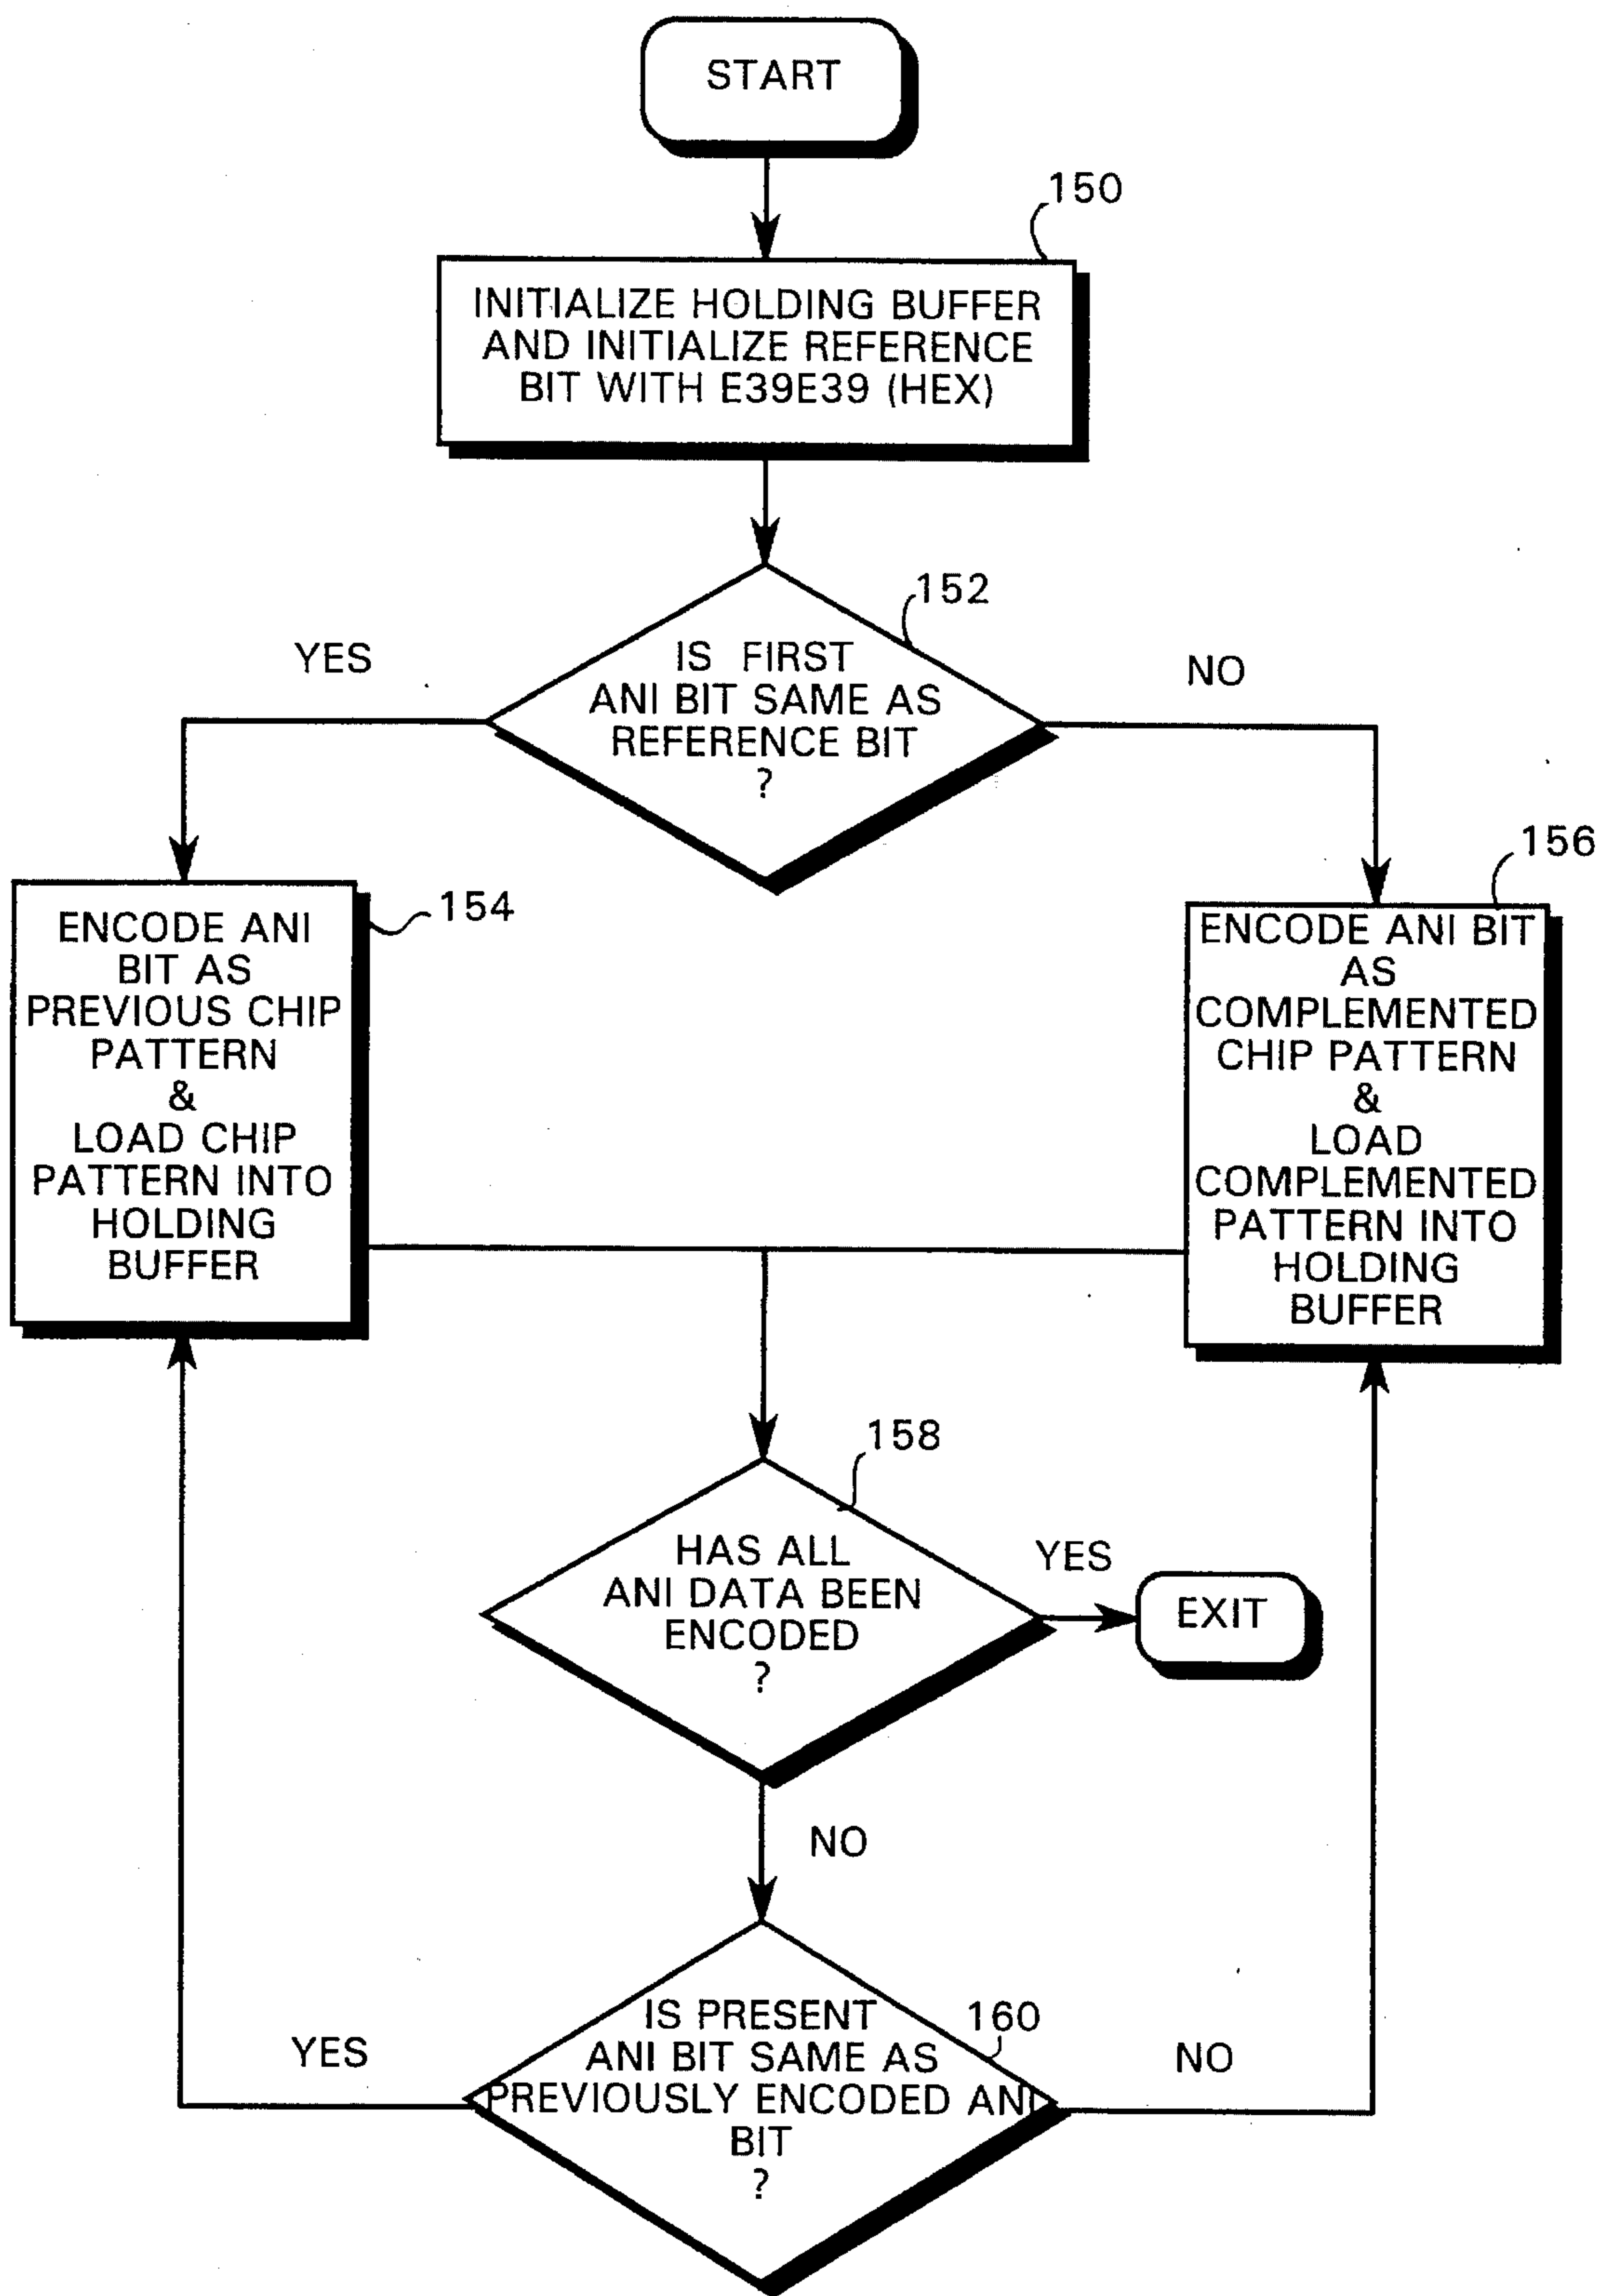 START
150
INITIALIZE HOLDING BUFFER
AND INITIALIZE REFERENCE
BIT WITH E39E39 (HEX)
152
YES
NO
IS FIRST
ANI BIT SAME AS
REFERENCE BIT
?
154
ENCODE ANI
BIT AS
PREVIOUS CHIP
PATTERN
&
LOAD CHIP
PATTERN INTO
HOLDING
BUFFER
156
ENCODE ANI BIT
AS
COMPLEMENTED
CHIP PATTERN
&
LOAD
COMPLEMENTED
PATTERN INTO
HOLDING
BUFFER
158
HAS ALL
ANI DATA BEEN
ENCODED
?
YES
EXIT
NO
160
IS PRESENT
ANI BIT SAME AS
PREVIOUSLY ENCODED ANI
BIT
?
YES
NO